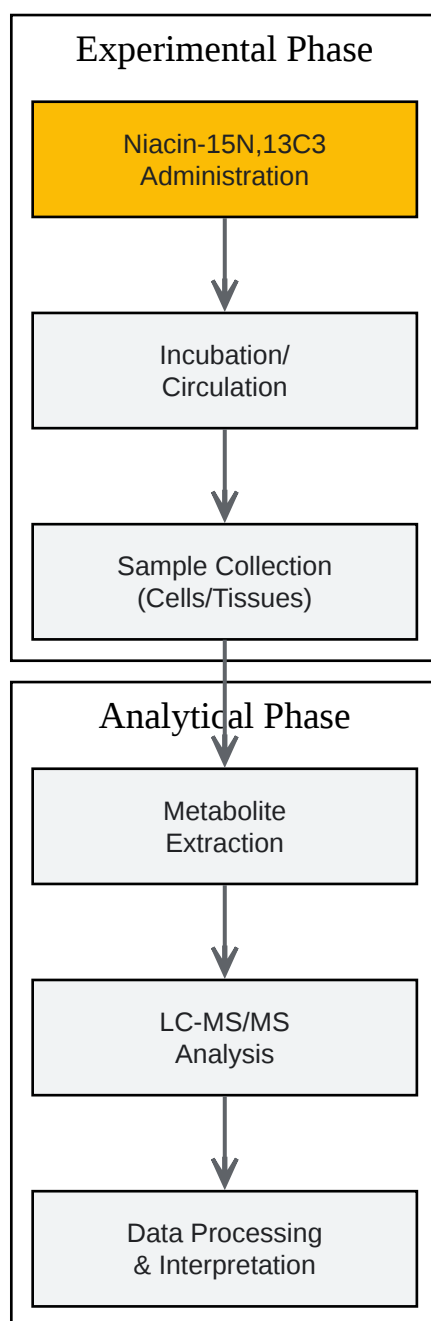 Experimental Phase
Niacin-15N,13C3
Administration
Incubation/
Circulation
Sample Collection
(Cells/Tissues)
Analytical Phase
Metabolite
Extraction
LC-MS/MS
Analysis
Data Processing
& Interpretation